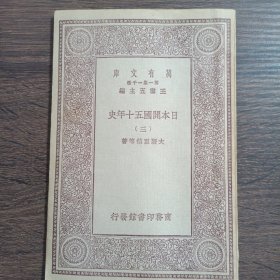 萬有文庫
第一集一千種
王雲五主編
日本開國五十年史
(三)
大隈重信等著
商務印書館發行